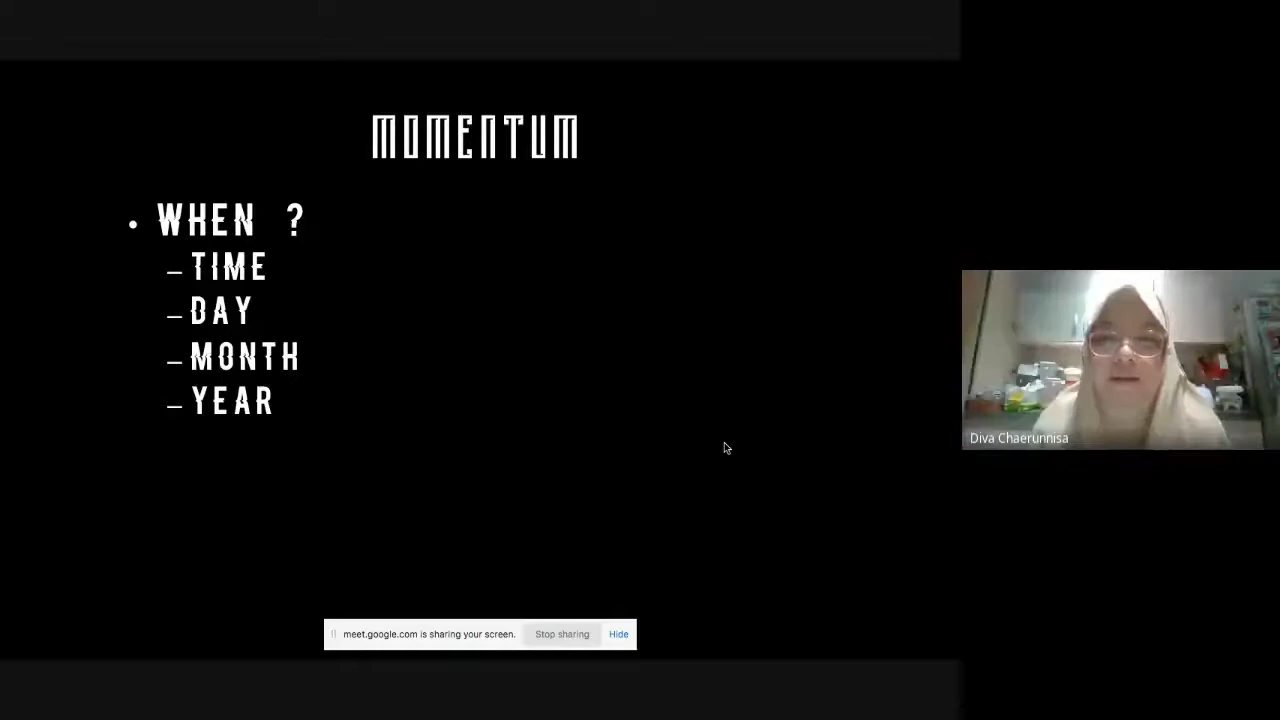 MOMENTUM
• WHEN ?
– TIME
– DAY
– MONTH
– YEAR
Diva Chaerunnisa
meet.google.com is sharing your screen. Stop sharing Hide